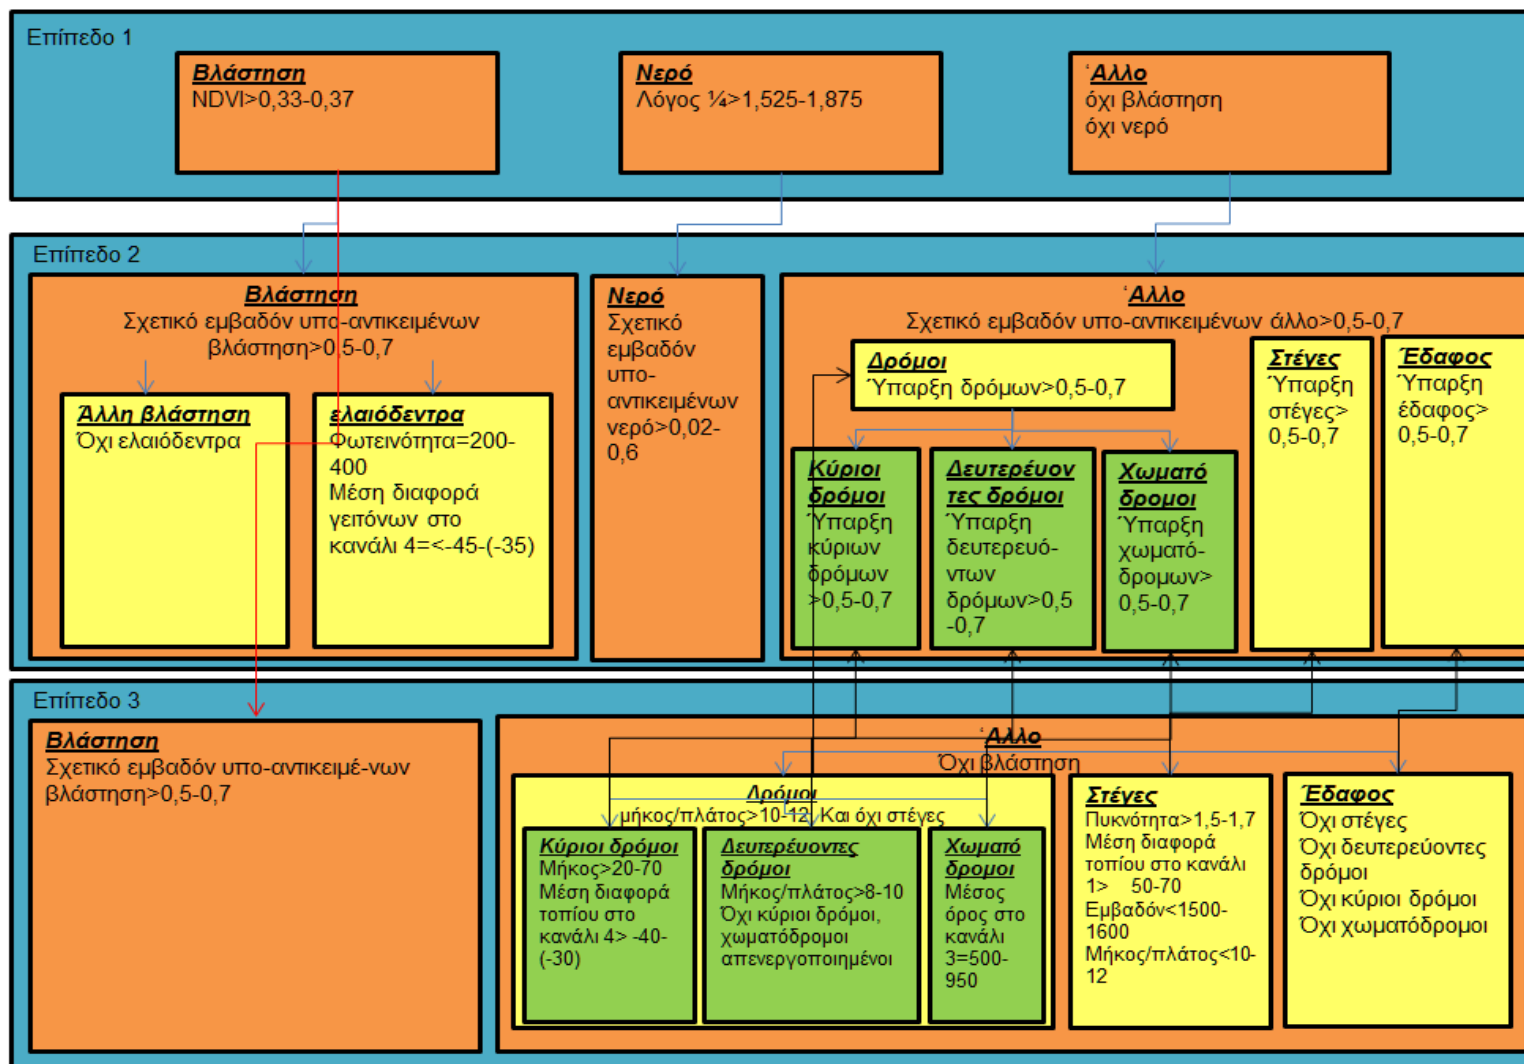 Επίπεδο 1
Βλάστηση
NDVI>0,33-0,37
Νερό
Λόγος ¼>1,525-1,875
Άλλο
όχι βλάστηση
όχι νερό
Επίπεδο 2
Βλάστηση
Σχετικό εμβαδόν υπο-αντικειμένων
βλάστηση>0,5-0,7
Άλλη βλάστηση
Όχι ελαιόδεντρα
ελαιόδεντρα
Φωτεινότητα=200-
400
Μέση διαφορά
γειτόνων στο
κανάλι 4=<-45-(-35)
Νερό
Σχετικό
εμβαδόν
υπο-
αντικειμένων
νερό>0,02-
0,6
Άλλο
Σχετικό εμβαδόν υπο-αντικειμένων άλλο>0,5-0,7
Δρόμοι
Ύπαρξη δρόμων>0,5-0,7
Κύριοι
δρόμοι
Ύπαρξη
κύριων
δρόμων
>0,5-0,7
Δευτερέυον
τες δρόμοι
Ύπαρξη
δευτερευό-
ντων
δρόμων>0,5
-0,7
Χωματό
δρομοι
Ύπαρξη
χωματό-
δρομων>
0,5-0,7
Στέγες
Ύπαρξη
στέγες>
0,5-0,7
Έδαφος
Ύπαρξη
έδαφος>
0,5-0,7
Επίπεδο 3
Βλάστηση
Σχετικό εμβαδόν υπο-αντικειμέ-νων
βλάστηση>0,5-0,7
Άλλο
Όχι βλάστηση
Δρόμοι
μήκος/πλάτος>10-12 Και όχι στέγες
Κύριοι δρόμοι
Μήκος>20-70
Μέση διαφορά
τοπίου στο
κανάλι 4> -40-
(-30)
Δευτερέυοντες
δρόμοι
Μήκος/πλάτος>8-10
Όχι κύριοι δρόμοι,
χωματόδρομοι
απενεργοποιημένοι
Χωματό
δρομοι
Μέσος
όρος στο
κανάλι
3=500-
950
Στέγες
Πυκνότητα>1,5-1,7
Μέση διαφορά
τοπίου στο κανάλι
1> 50-70
Εμβαδόν<1500-
1600
Μήκος/πλάτος<10-
12
Έδαφος
Όχι στέγες
Όχι δευτερεύοντες
δρόμοι
Όχι κύριοι δρόμοι
Όχι χωματόδρομοι